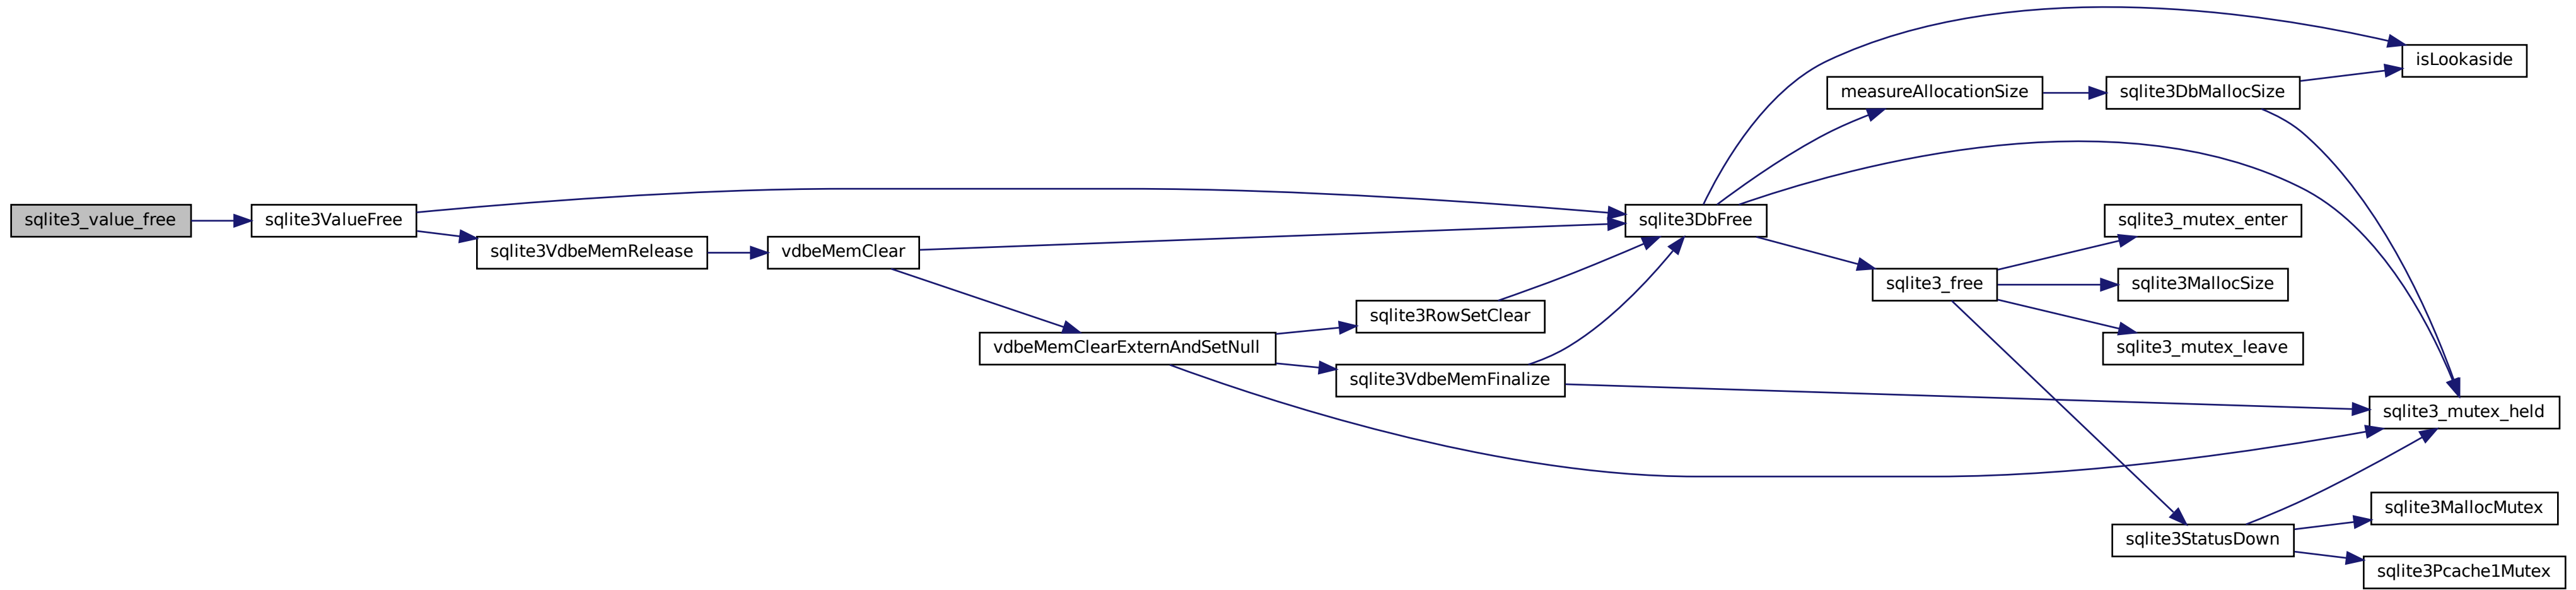 sqlite3_value_free
sqlite3ValueFree
sqlite3VdbeMemRelease
vdbeMemClear
vdbeMemClearExternAndSetNull
sqlite3RowSetClear
sqlite3VdbeMemFinalize
sqlite3DbFree
measureAllocationSize
sqlite3_free
sqlite3DbMallocSize
isLookaside
sqlite3_mutex_enter
sqlite3MallocSize
sqlite3_mutex_leave
sqlite3_mutex_held
sqlite3StatusDown
sqlite3MallocMutex
sqlite3Pcache1Mutex